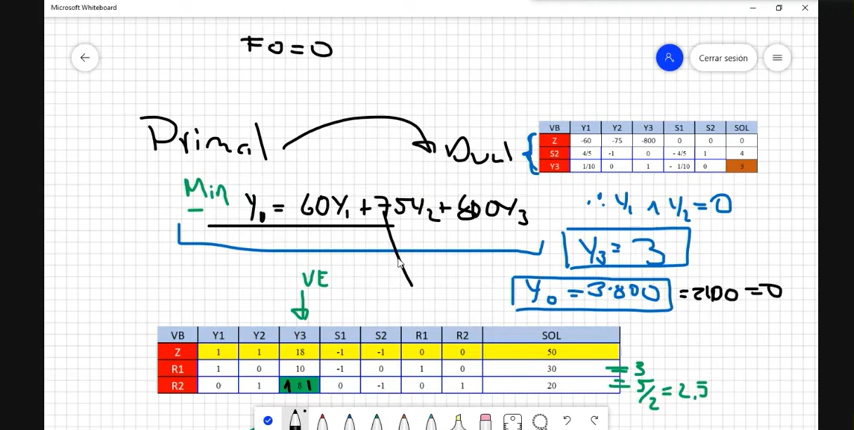 Microsoft Whiteboard
Fo=0
Cerrar sesión
Primal
Dual
VB Y1 Y2 Y3 S1 S2 SOL
Z -60 -75 -800 0 0 0
S2 4/5 -1 0 - 4/5 1 4
Y3 1/10 0 1 - 1/10 0 3
Min
Y₀ = 60Y₁ + 75Y₂ + 800Y₃
∴ Y₁ ∧ Y₂ = 0
Y₃ = 3
Y₀ = 3·800 = 2400 = 0
VE
VB Y1 Y2 Y3 S1 S2 R1 R2 SOL
Z 1 1 18 -1 -1 0 0 50
R1 1 0 10 -1 0 1 0 30
R2 0 1 8 0 -1 0 1 20
= 3
= 5/2 = 2.5